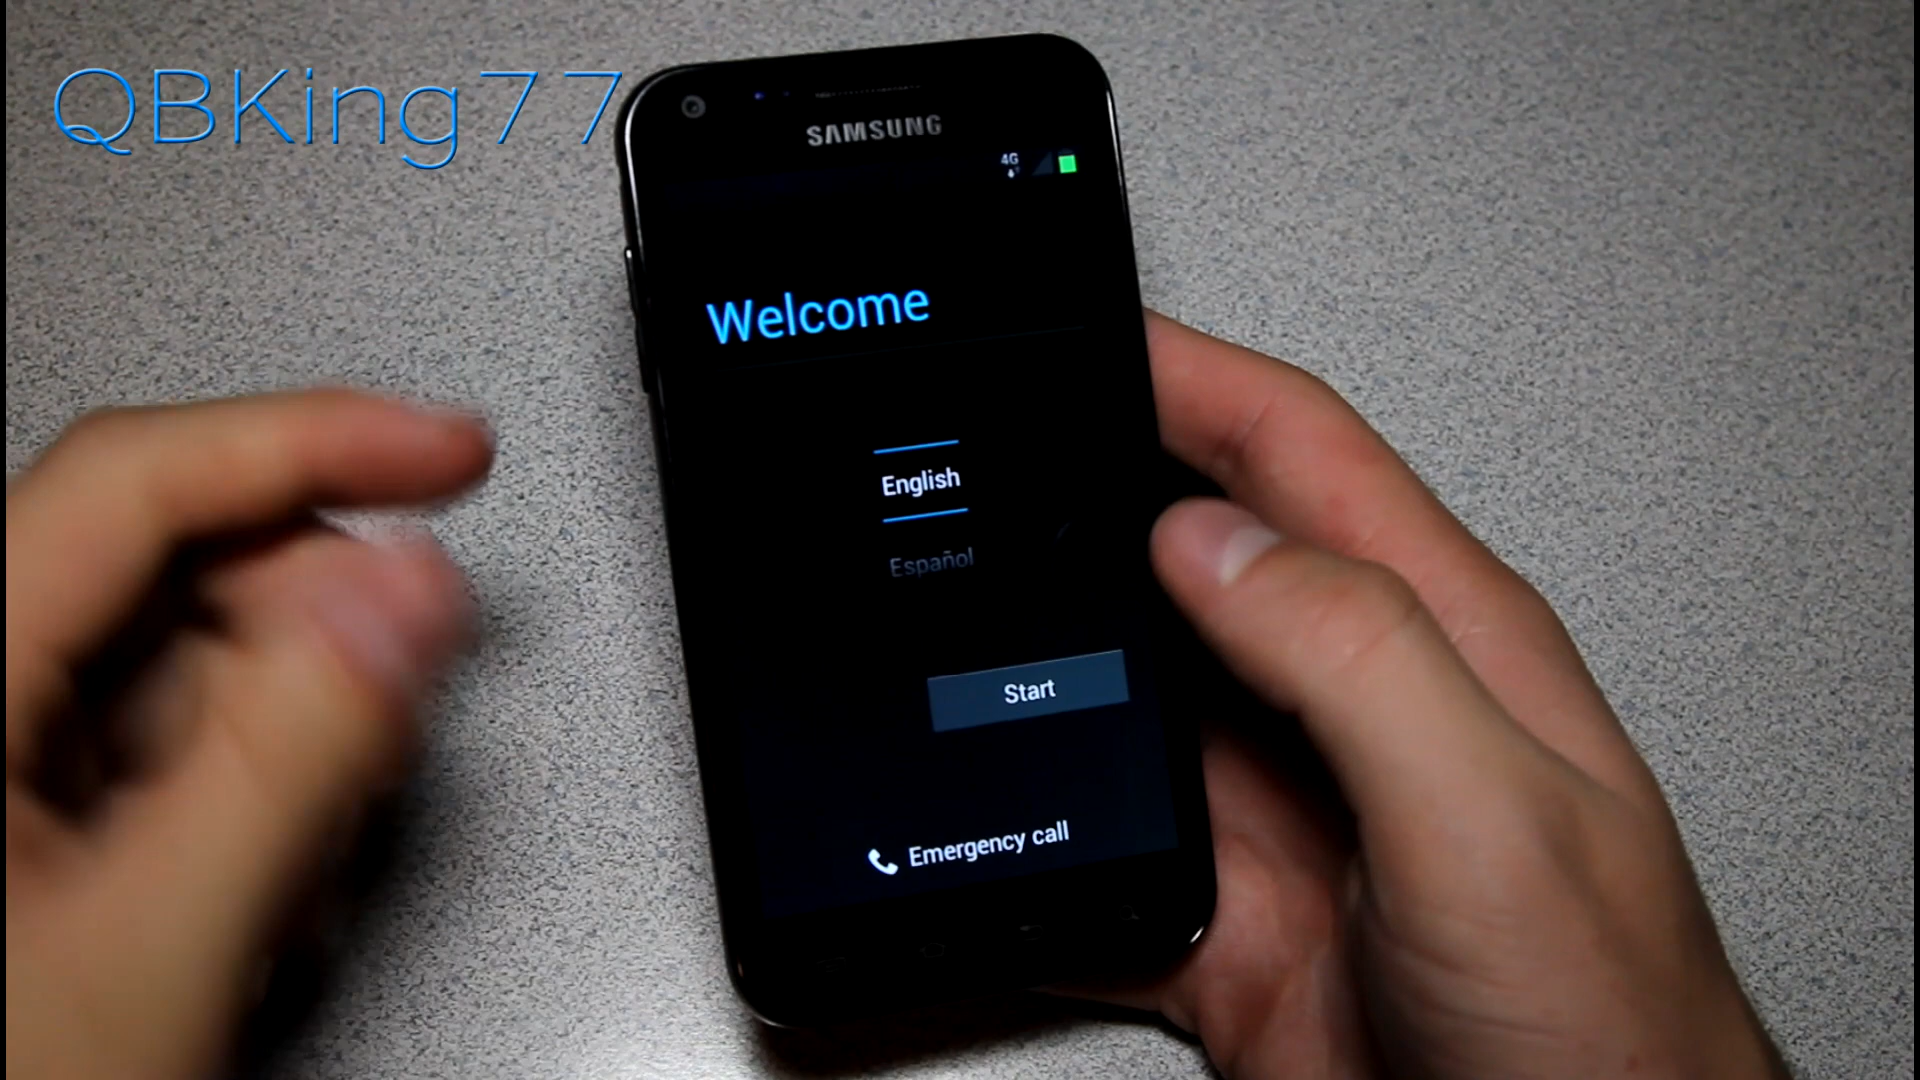 QBKing77
SAMSUNG
4G
Welcome
English
Español
Start
Emergency call